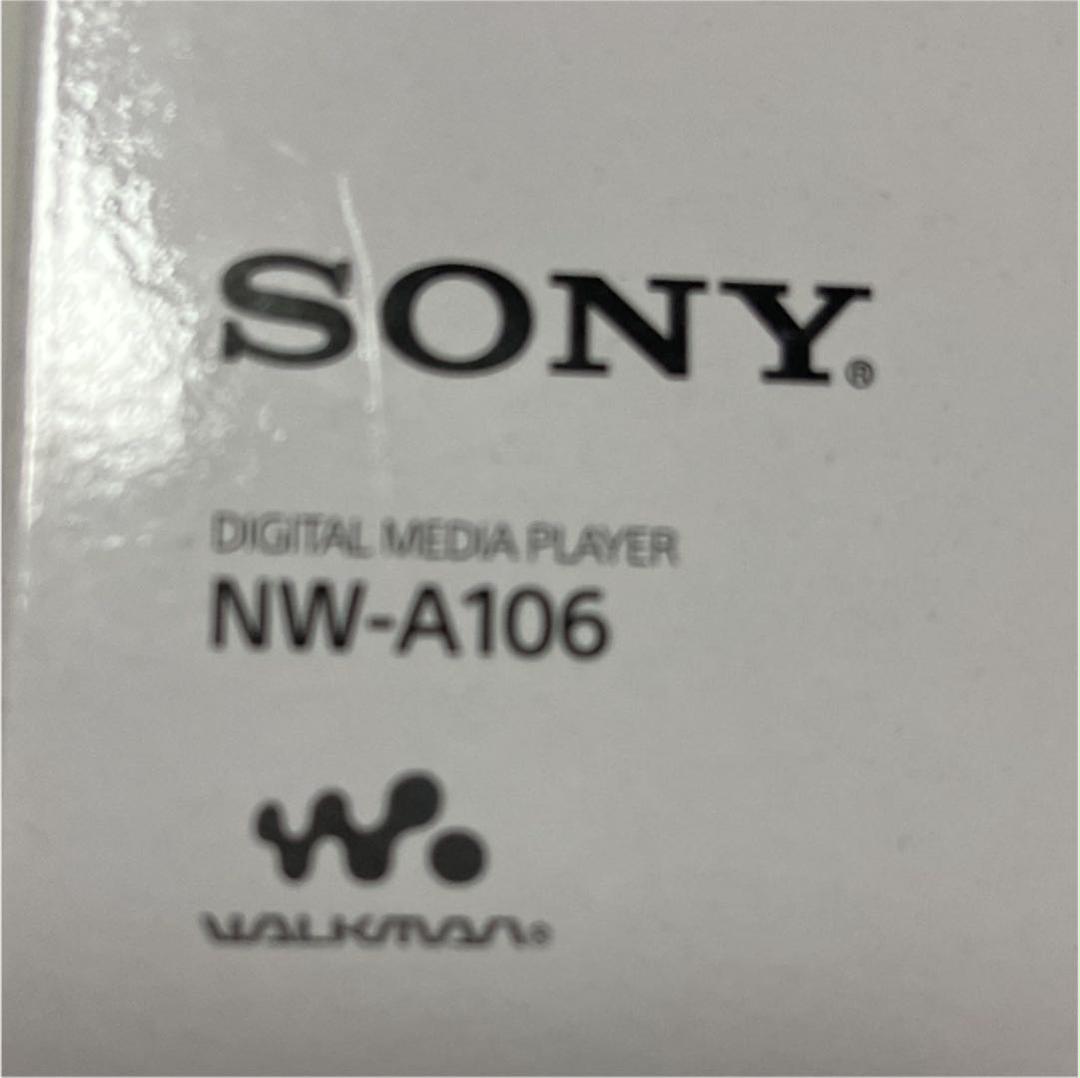 SONY®
DIGITAL MEDIA PLAYER
NW-A106
WALKMAN®